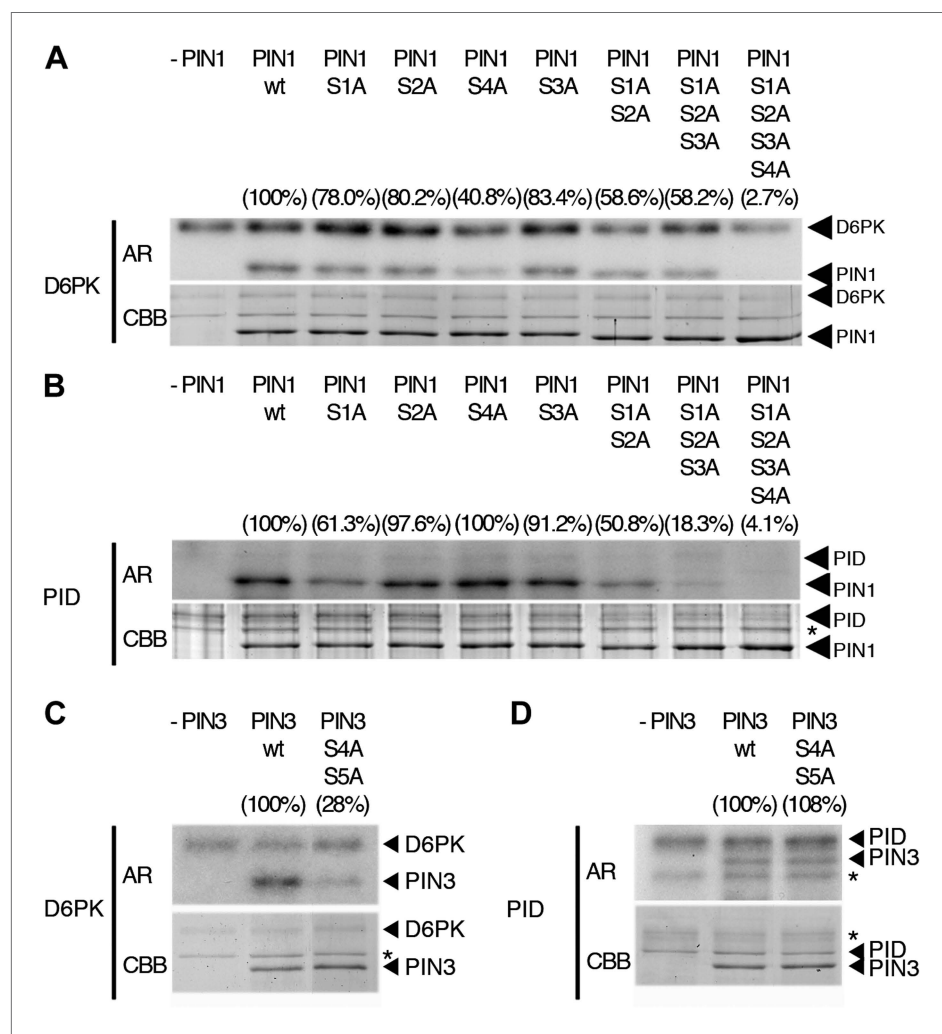 A
- PIN1 PIN1 PIN1 PIN1 PIN1 PIN1 PIN1 PIN1 PIN1
wt S1A S2A S4A S3A S1A S1A S1A
S2A S2A S2A
S3A S3A
S4A
(100%) (78.0%) (80.2%) (40.8%) (83.4%) (58.6%) (58.2%) (2.7%)
D6PK
AR
PIN1
D6PK
D6PK
CBB
PIN1
B
- PIN1 PIN1 PIN1 PIN1 PIN1 PIN1 PIN1 PIN1 PIN1
wt S1A S2A S4A S3A S1A S1A S1A
S2A S2A S2A
S3A S3A
S4A
(100%) (61.3%) (97.6%) (100%) (91.2%) (50.8%) (18.3%) (4.1%)
PID
AR
PIN1
PID
PID
*
CBB
PIN1
C
- PIN3 PIN3 PIN3
wt S4A
S5A
(100%) (28%)
D6PK
AR
PIN3
D6PK
D6PK
*
CBB
PIN3
D
- PIN3 PIN3 PIN3
wt S4A
S5A
(100%) (108%)
PID
PIN3
AR
*
PID
*
PID
CBB
PIN3